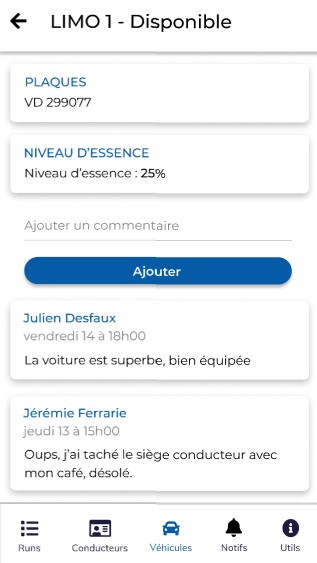 LIMO 1 - Disponible
PLAQUES
VD 299077
NIVEAU D'ESSENCE
Niveau d'essence : 25%
Ajouter un commentaire
Ajouter
Julien Desfaux
vendredi 14 à 18h00
La voiture est superbe, bien équipée
Jérémie Ferrarie
jeudi 13 à 15h00
Oups, j'ai taché le siège conducteur avec
mon café, désolé.
Runs Conducteurs Véhicules Notifs Utils